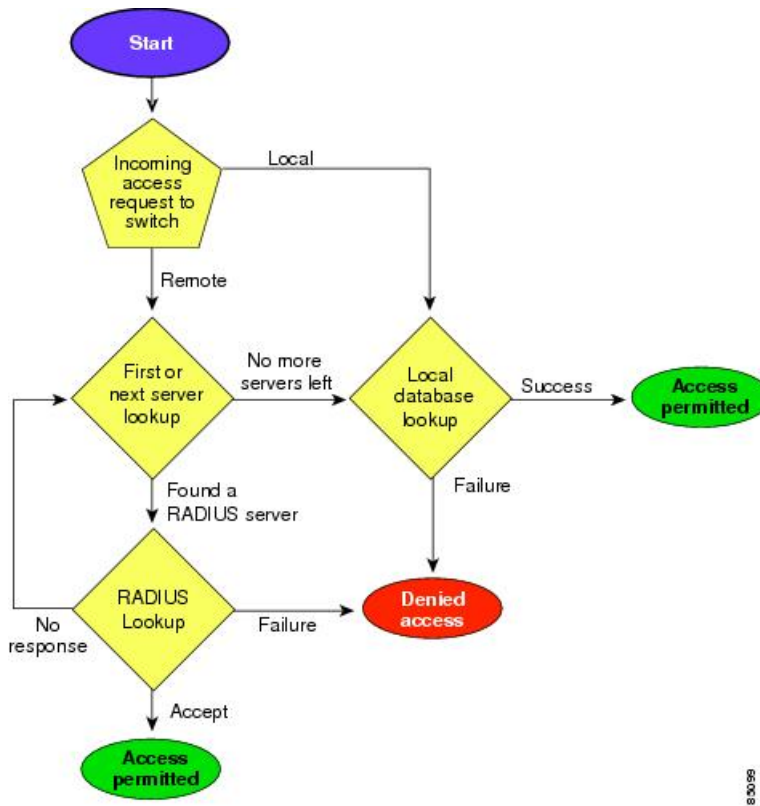 Start
Incoming
access
request to
switch
Local
Remote
First or
next server
lookup
No more
servers left
Local
database
lookup
Success
Access
permitted
Found a
RADIUS server
Failure
RADIUS
Lookup
No
response
Failure
Denied
access
Accept
Access
permitted
85099